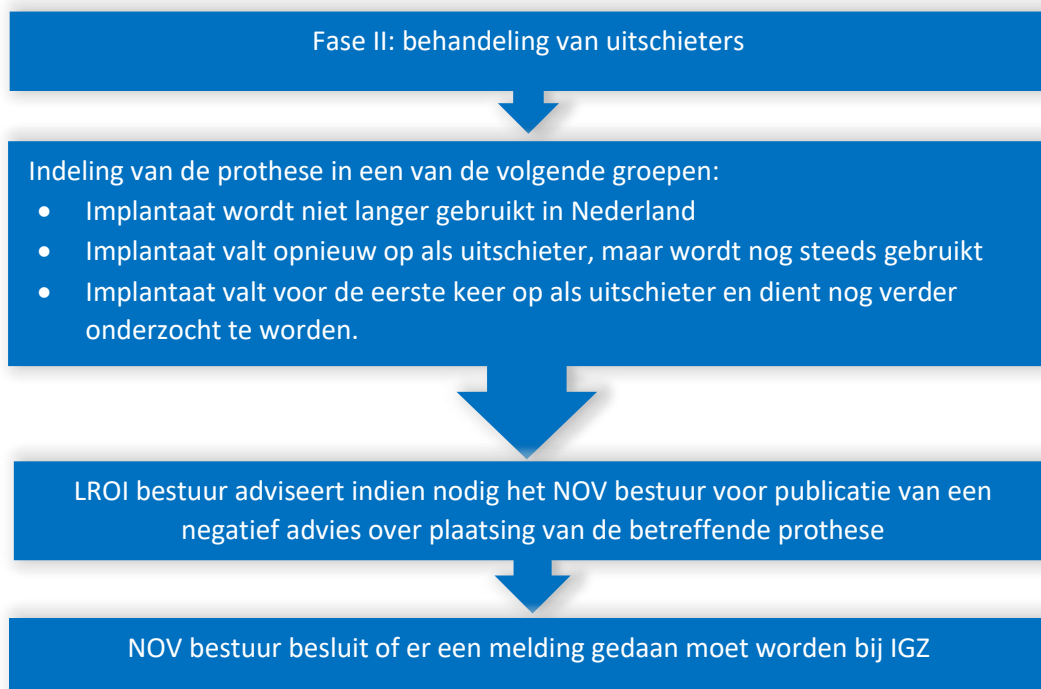 Fase II: behandeling van uitschieters
Indeling van de prothese in een van de volgende groepen:
• Implantaat wordt niet langer gebruikt in Nederland
• Implantaat valt opnieuw op als uitschieter, maar wordt nog steeds gebruikt
• Implantaat valt voor de eerste keer op als uitschieter en dient nog verder
onderzocht te worden.
LROI bestuur adviseert indien nodig het NOV bestuur voor publicatie van een
negatief advies over plaatsing van de betreffende prothese
NOV bestuur besluit of er een melding gedaan moet worden bij IGZ